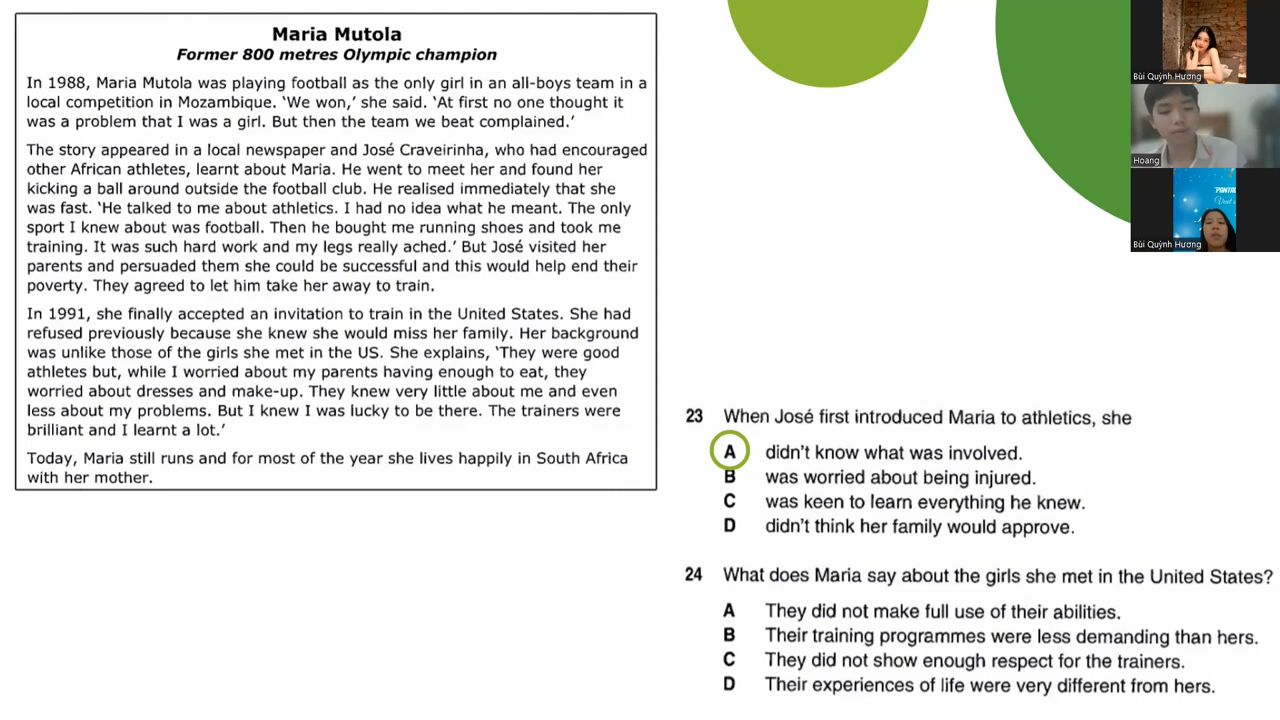 Maria Mutola
Former 800 metres Olympic champion
In 1988, Maria Mutola was playing football as the only girl in an all-boys team in a
local competition in Mozambique. ‘We won,’ she said. ‘At first no one thought it
was a problem that I was a girl. But then the team we beat complained.’
The story appeared in a local newspaper and José Craveirinha, who had encouraged
other African athletes, learnt about Maria. He went to meet her and found her
kicking a ball around outside the football club. He realised immediately that she
was fast. ‘He talked to me about athletics. I had no idea what he meant. The only
sport I knew about was football. Then he bought me running shoes and took me
training. It was such hard work and my legs really ached.’ But José visited her
parents and persuaded them she could be successful and this would help end their
poverty. They agreed to let him take her away to train.
In 1991, she finally accepted an invitation to train in the United States. She had
refused previously because she knew she would miss her family. Her background
was unlike those of the girls she met in the US. She explains, ‘They were good
athletes but, while I worried about my parents having enough to eat, they
worried about dresses and make-up. They knew very little about me and even
less about my problems. But I knew I was lucky to be there. The trainers were
brilliant and I learnt a lot.’
Today, Maria still runs and for most of the year she lives happily in South Africa
with her mother.
23 When José first introduced Maria to athletics, she
A didn’t know what was involved.
B was worried about being injured.
C was keen to learn everything he knew.
D didn’t think her family would approve.
24 What does Maria say about the girls she met in the United States?
A They did not make full use of their abilities.
B Their training programmes were less demanding than hers.
C They did not show enough respect for the trainers.
D Their experiences of life were very different from hers.
Bùi Quỳnh Hương
Hoang
Bùi Quỳnh Hương